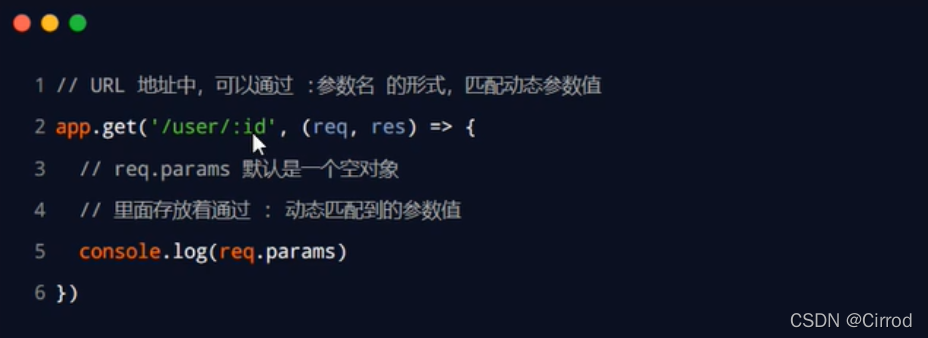 1 // URL 地址中，可以通过 :参数名 的形式，匹配动态参数值
2 app.get('/user/:id', (req, res) => {
3 // req.params 默认是一个空对象
4 // 里面存放着通过 : 动态匹配到的参数值
5 console.log(req.params)
6 })
CSDN @Cirrod